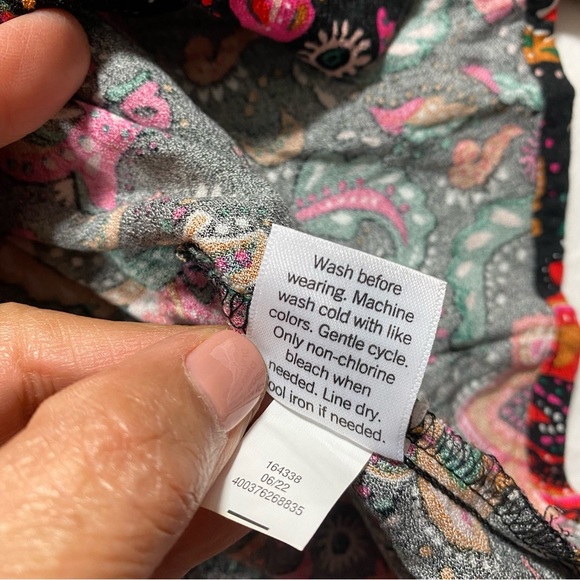 Wash before
wearing. Machine
wash cold with like
colors. Gentle cycle.
Only non-chlorine
bleach when
needed. Line dry.
ool iron if needed.
164338
06/22
400376268835